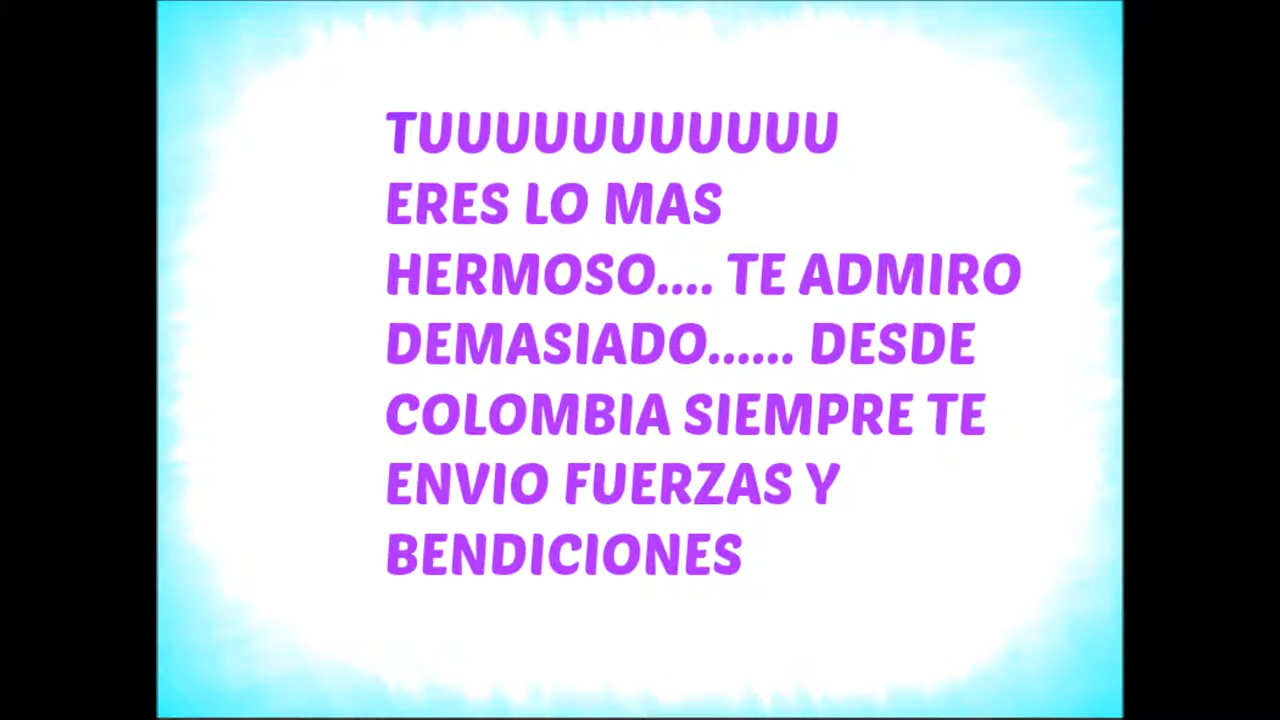 TUUUUUUUUUUU
ERES LO MAS
HERMOSO.... TE ADMIRO
DEMASIADO...... DESDE
COLOMBIA SIEMPRE TE
ENVIO FUERZAS Y
BENDICIONES